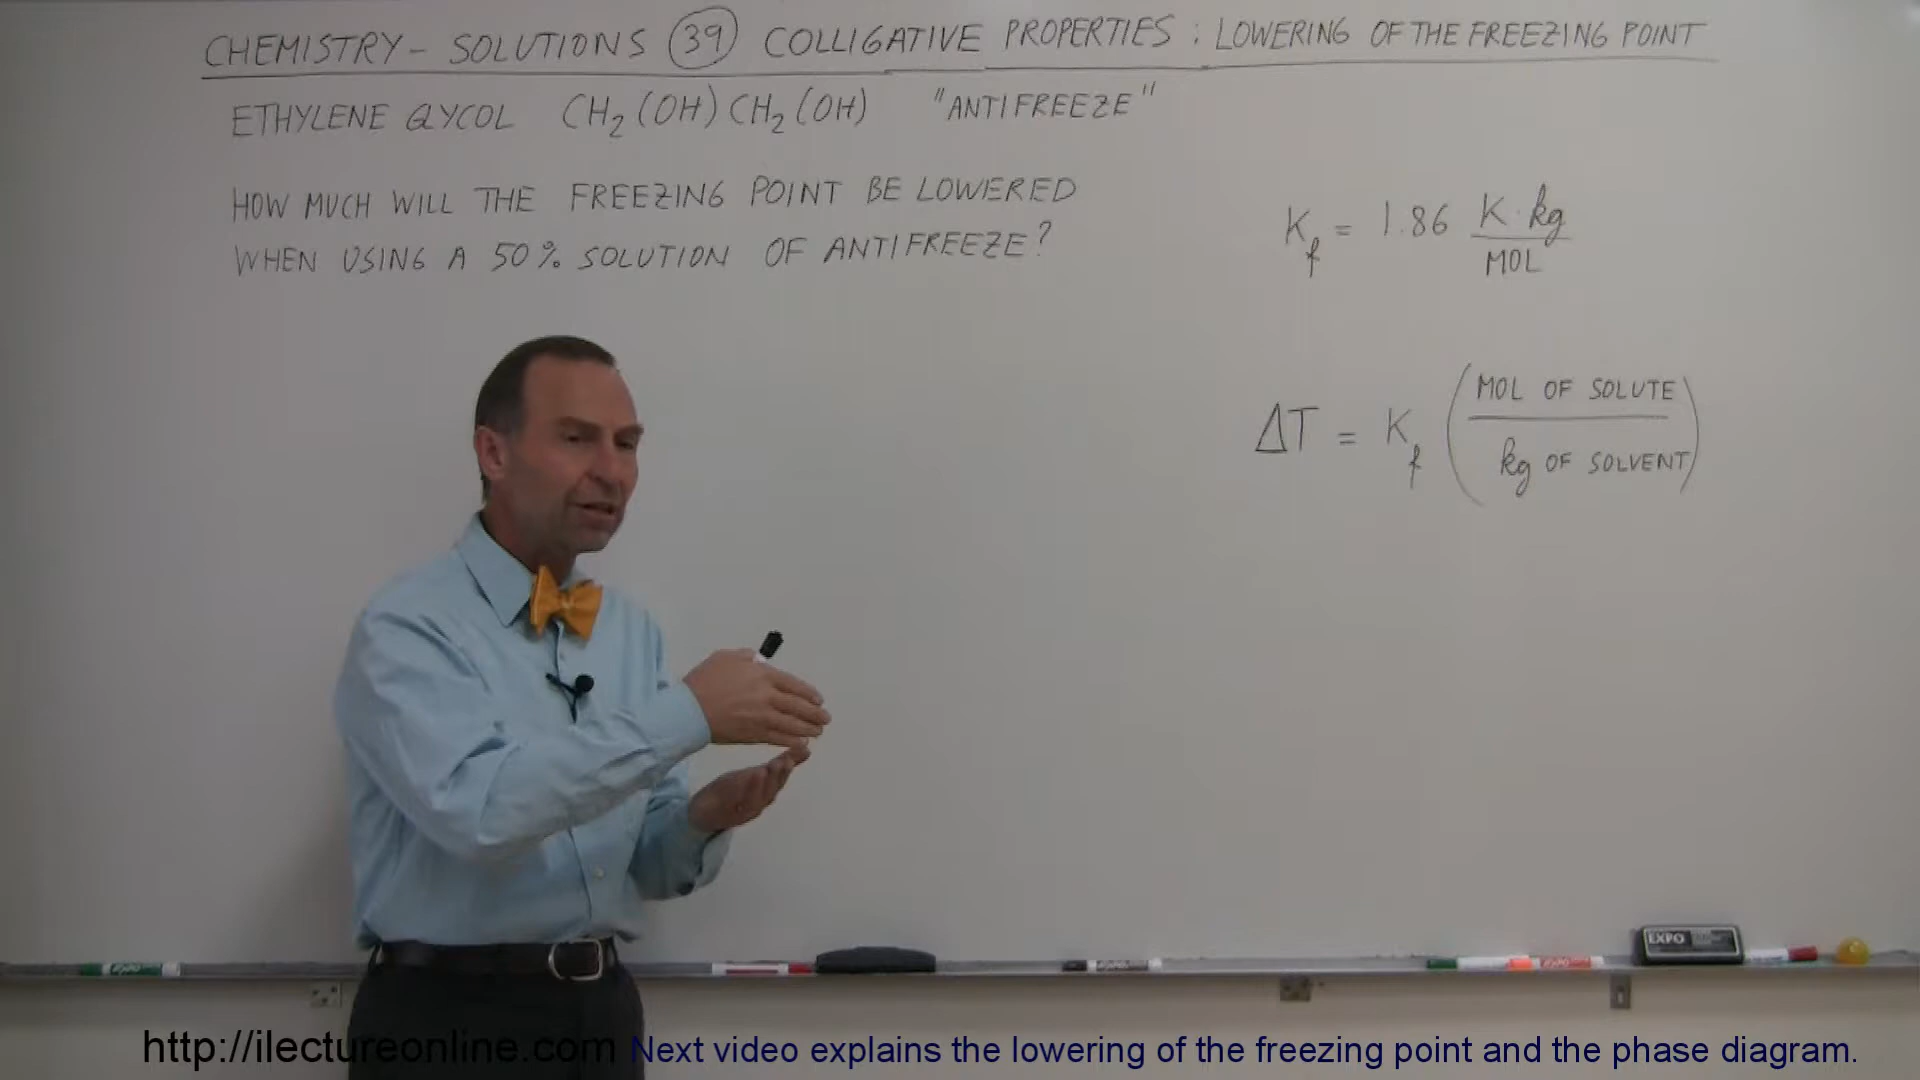 CHEMISTRY - SOLUTIONS 39 COLLIGATIVE PROPERTIES : LOWERING OF THE FREEZING POINT
ETHYLENE GLYCOL CH₂(OH)CH₂(OH) "ANTIFREEZE"
HOW MUCH WILL THE FREEZING POINT BE LOWERED
WHEN USING A 50% SOLUTION OF ANTIFREEZE?
K_f = 1.86 K·kg / MOL
ΔT = K_f (MOL OF SOLUTE / kg OF SOLVENT)
EXPO
http://ilectureonline.com Next video explains the lowering of the freezing point and the phase diagram.